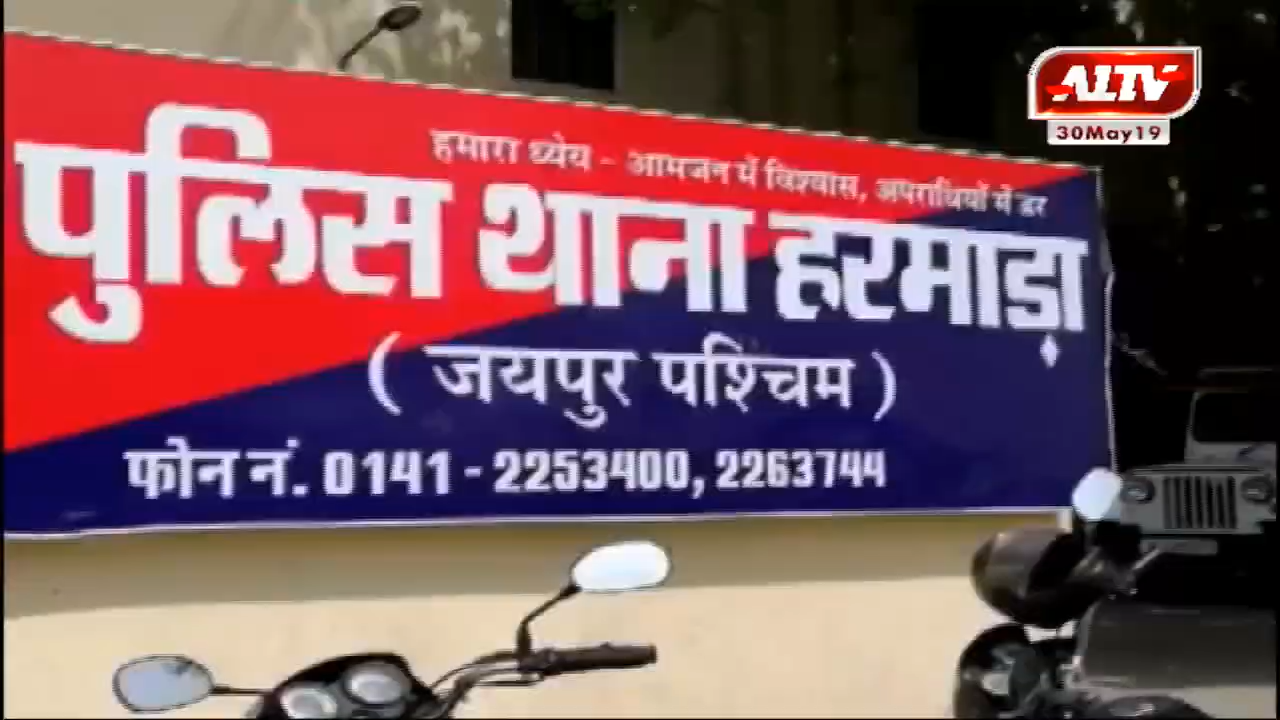 ALTV
30May19
हमारा ध्येय - आमजन में विश्वास, अपराधियों में डर
पुलिस थाना हरमाड़ा
( जयपुर पश्चिम )
फोन नं. 0141 - 2253400, 2263744